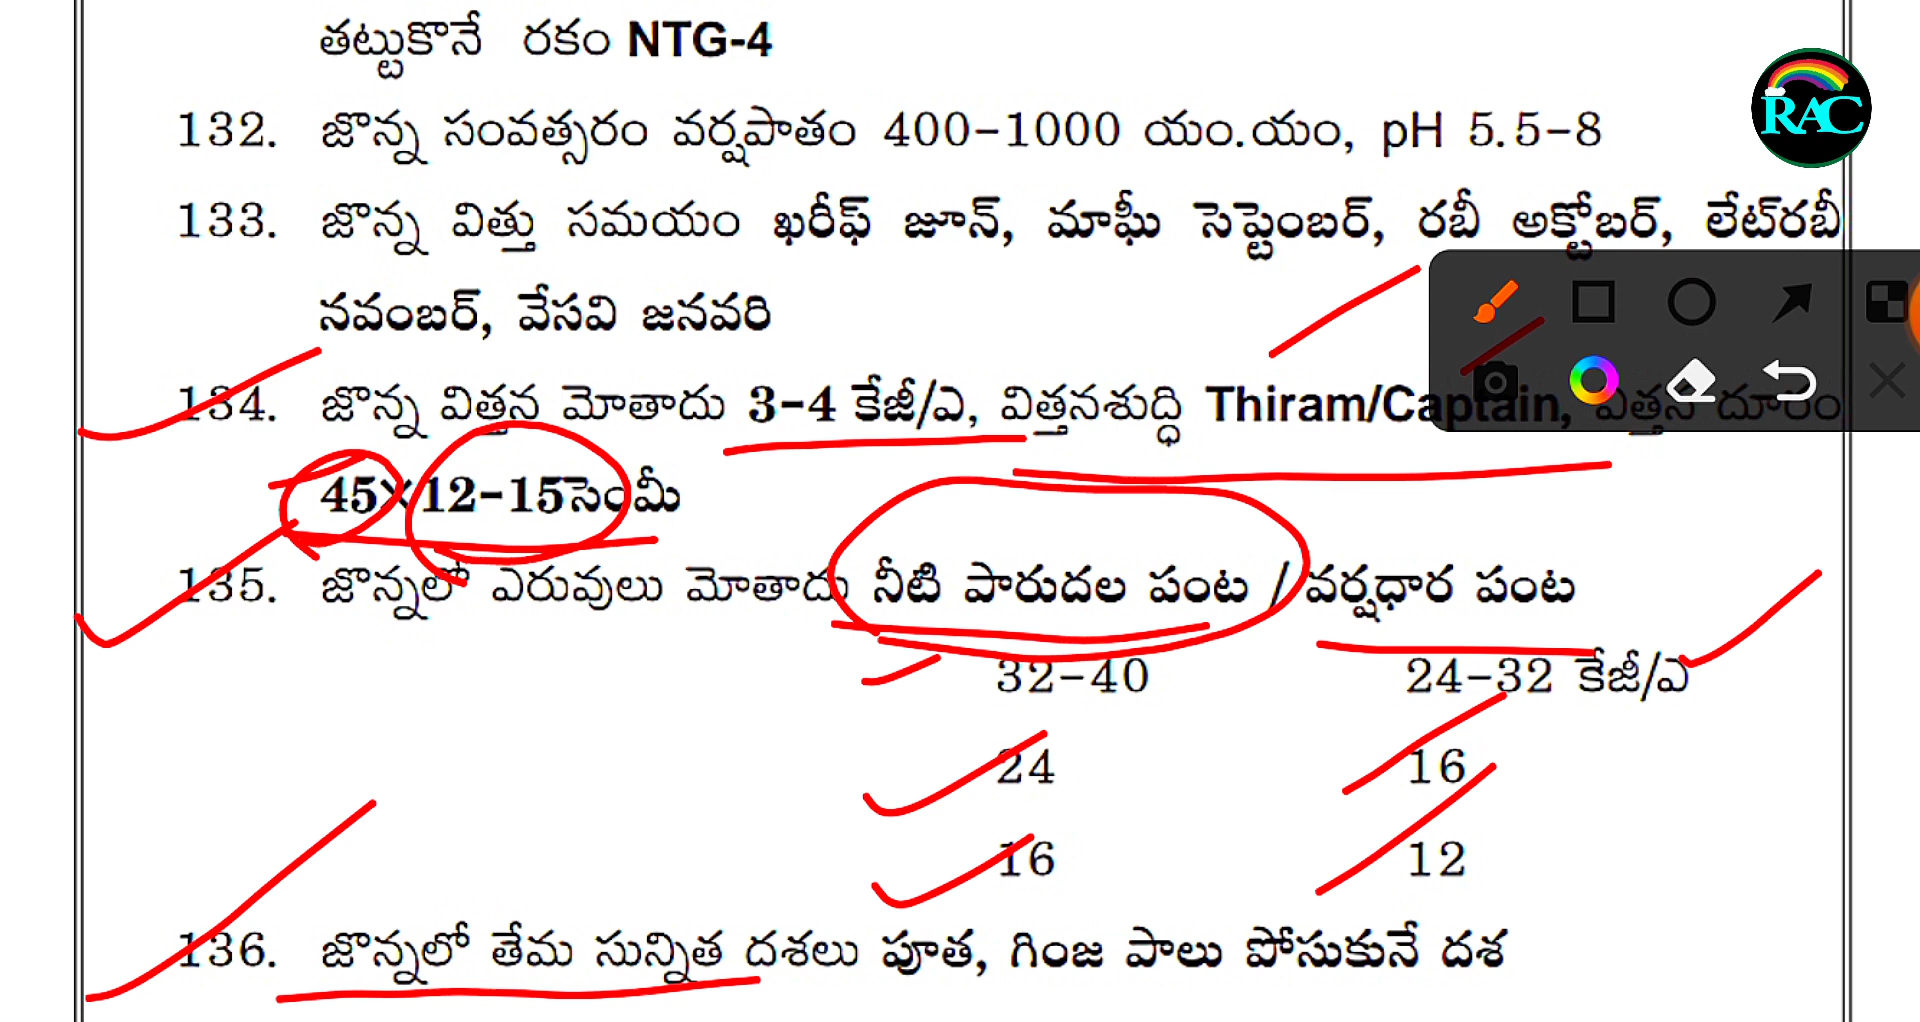 తట్టుకొనే రకం NTG-4
RAC
132. జొన్న సంవత్సరం వర్షపాతం 400-1000 యం.యం, pH 5.5-8
133. జొన్న విత్తు సమయం ఖరీఫ్ జూన్, మాఘీ సెప్టెంబర్, రబీ అక్టోబర్, లేట్‌రబీ
నవంబర్, వేసవి జనవరి
134. జొన్న విత్తన మోతాదు 3-4 కేజీ/ఎ, విత్తనశుద్ధి Thiram/Captain, విత్తన దూరం
45×12-15సెంమీ
135. జొన్నలో ఎరువులు మోతాదు నీటి పారుదల పంట / వర్షధార పంట
32-40 24-32 కేజీ/ఎ
24 16
16 12
136. జొన్నలో తేమ సున్నిత దశలు పూత, గింజ పాలు పోసుకునే దశ